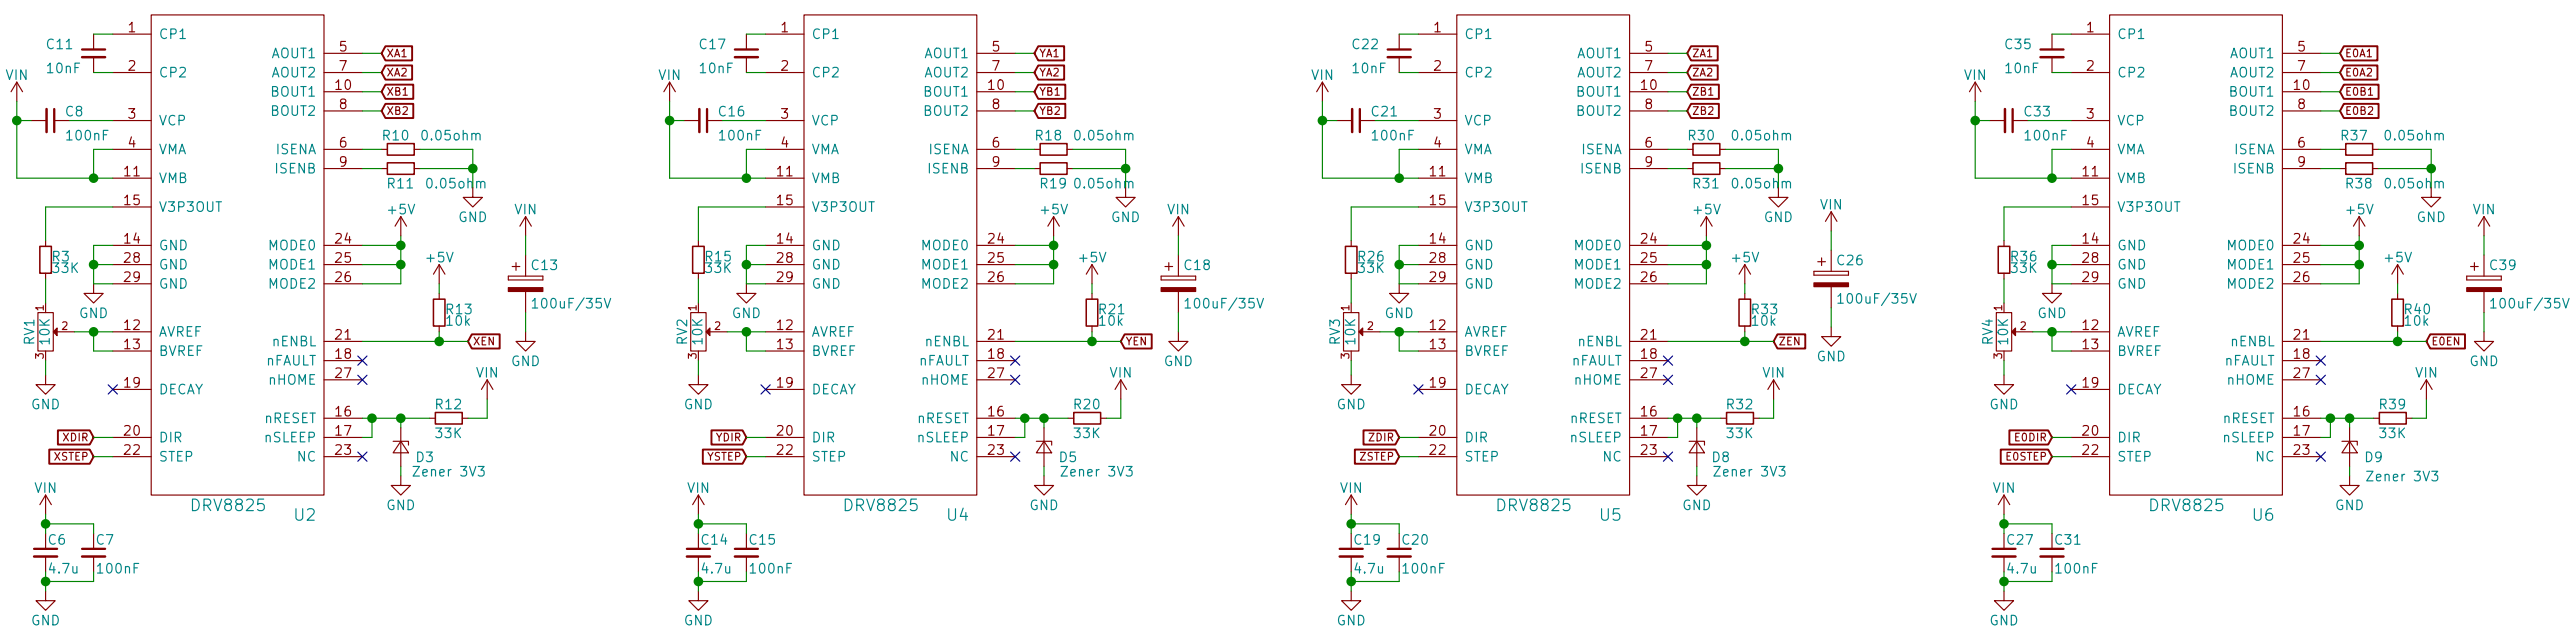 1 CP1
C11
10nF
2 CP2
VIN
C8
100nF
3 VCP
4 VMA
11 VMB
15 V3P3OUT
R3
33K
14 GND
28 GND
29 GND
GND
RV1
10K
1
2
3
12 AVREF
13 BVREF
GND
19 DECAY
XDIR 20 DIR
XSTEP 22 STEP
AOUT1 5 XA1
AOUT2 7 XA2
BOUT1 10 XB1
BOUT2 8 XB2
ISENA 6 R10 0.05ohm
ISENB 9 R11 0.05ohm
GND
+5V
MODE0 24
MODE1 25
MODE2 26
+5V
R13
10k
nENBL 21 XEN
nFAULT 18
nHOME 27
VIN
nRESET 16 R12
33K
nSLEEP 17
NC 23
D3
Zener 3V3
GND
VIN
+ C13
100uF/35V
GND
DRV8825
U2
VIN
C6 C7
4.7u 100nF
GND
1 CP1
C17
10nF
2 CP2
VIN
C16
100nF
3 VCP
4 VMA
11 VMB
15 V3P3OUT
R15
33K
14 GND
28 GND
29 GND
GND
RV2
10K
1
2
3
12 AVREF
13 BVREF
GND
19 DECAY
YDIR 20 DIR
YSTEP 22 STEP
AOUT1 5 YA1
AOUT2 7 YA2
BOUT1 10 YB1
BOUT2 8 YB2
ISENA 6 R18 0.05ohm
ISENB 9 R19 0.05ohm
GND
+5V
MODE0 24
MODE1 25
MODE2 26
+5V
R21
10k
nENBL 21 YEN
nFAULT 18
nHOME 27
VIN
nRESET 16 R20
33K
nSLEEP 17
NC 23
D5
Zener 3V3
GND
VIN
+ C18
100uF/35V
GND
DRV8825
U4
VIN
C14 C15
4.7u 100nF
GND
1 CP1
C22
10nF
2 CP2
VIN
C21
100nF
3 VCP
4 VMA
11 VMB
15 V3P3OUT
R26
33K
14 GND
28 GND
29 GND
GND
RV3
10K
1
2
3
12 AVREF
13 BVREF
GND
19 DECAY
ZDIR 20 DIR
ZSTEP 22 STEP
AOUT1 5 ZA1
AOUT2 7 ZA2
BOUT1 10 ZB1
BOUT2 8 ZB2
ISENA 6 R30 0.05ohm
ISENB 9 R31 0.05ohm
GND
+5V
MODE0 24
MODE1 25
MODE2 26
+5V
R33
10k
nENBL 21 ZEN
nFAULT 18
nHOME 27
VIN
nRESET 16 R32
33K
nSLEEP 17
NC 23
D8
Zener 3V3
GND
VIN
+ C26
100uF/35V
GND
DRV8825
U5
VIN
C19 C20
4.7u 100nF
GND
1 CP1
C35
10nF
2 CP2
VIN
C33
100nF
3 VCP
4 VMA
11 VMB
15 V3P3OUT
R36
33K
14 GND
28 GND
29 GND
GND
RV4
10K
1
2
3
12 AVREF
13 BVREF
GND
19 DECAY
E0DIR 20 DIR
E0STEP 22 STEP
AOUT1 5 E0A1
AOUT2 7 E0A2
BOUT1 10 E0B1
BOUT2 8 E0B2
ISENA 6 R37 0.05ohm
ISENB 9 R38 0.05ohm
GND
+5V
MODE0 24
MODE1 25
MODE2 26
+5V
R40
10k
nENBL 21 E0EN
nFAULT 18
nHOME 27
VIN
nRESET 16 R39
33K
nSLEEP 17
NC 23
D9
Zener 3V3
GND
VIN
+ C39
100uF/35V
GND
DRV8825
U6
VIN
C27 C31
4.7u 100nF
GND